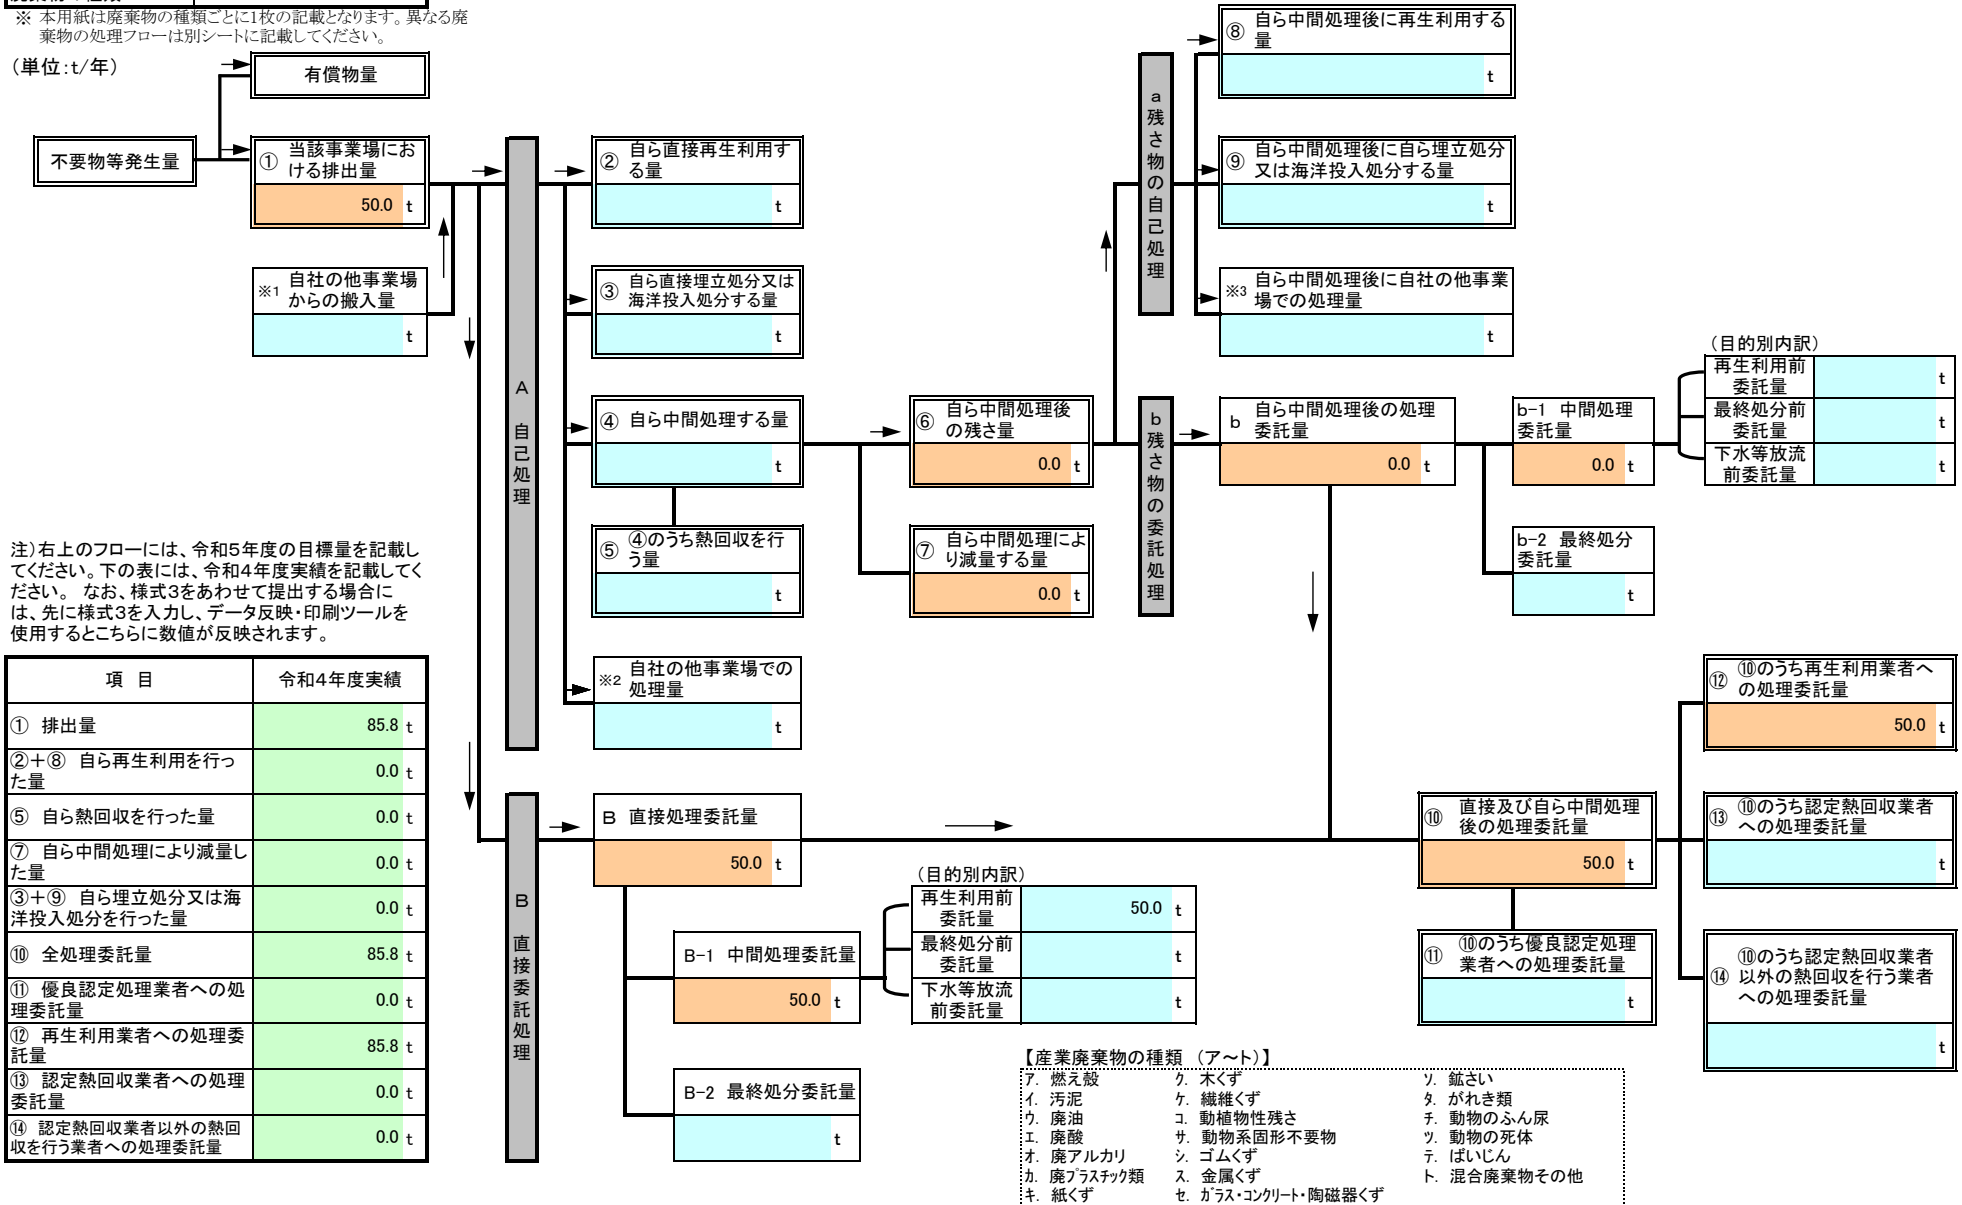 ※ 本用紙は廃棄物の種類ごとに1枚の記載となります。異なる廃
棄物の処理フローは別シートに記載してください。
（単位:t/年）
有償物量
不要物等発生量
① 当該事業場にお
ける排出量
50.0 t
※1 自社の他事業場
からの搬入量
t
A 自己処理
② 自ら直接再生利用す
る量
t
③ 自ら直接埋立処分又は
海洋投入処分する量
t
④ 自ら中間処理する量
t
⑤ ④のうち熱回収を行
う量
t
※2 自社の他事業場での
処理量
t
⑥ 自ら中間処理後
の残さ量
0.0 t
⑦ 自ら中間処理によ
り減量する量
0.0 t
a 残さ物の自己処理
⑧ 自ら中間処理後に再生利用する
量
t
⑨ 自ら中間処理後に自ら埋立処分
又は海洋投入処分する量
t
※3 自ら中間処理後に自社の他事業
場での処理量
t
b 残さ物の委託処理
b 自ら中間処理後の処理
委託量
0.0 t
b-1 中間処理
委託量
0.0 t
（目的別内訳）
再生利用前
委託量
t
最終処分前
委託量
t
下水等放流
前委託量
t
b-2 最終処分
委託量
t
注）右上のフローには、令和5年度の目標量を記載し
てください。下の表には、令和4年度実績を記載してく
ださい。 なお、様式3をあわせて提出する場合に
は、先に様式3を入力し、データ反映・印刷ツールを
使用するとこちらに数値が反映されます。
項 目 令和4年度実績
① 排出量 85.8 t
②＋⑧ 自ら再生利用を行っ
た量
0.0 t
⑤ 自ら熱回収を行った量 0.0 t
⑦ 自ら中間処理により減量し
た量
0.0 t
③＋⑨ 自ら埋立処分又は海
洋投入処分を行った量
0.0 t
⑩ 全処理委託量 85.8 t
⑪ 優良認定処理業者への処
理委託量
0.0 t
⑫ 再生利用業者への処理委
託量
85.8 t
⑬ 認定熱回収業者への処理
委託量
0.0 t
⑭ 認定熱回収業者以外の熱回
収を行う業者への処理委託量
0.0 t
B 直接委託処理
B 直接処理委託量
50.0 t
B-1 中間処理委託量
50.0 t
B-2 最終処分委託量
t
（目的別内訳）
再生利用前
委託量
50.0 t
最終処分前
委託量
t
下水等放流
前委託量
t
⑩ 直接及び自ら中間処理
後の処理委託量
50.0 t
⑪ ⑩のうち優良認定処理
業者への処理委託量
t
⑫ ⑩のうち再生利用業者へ
の処理委託量
50.0 t
⑬ ⑩のうち認定熱回収業者
への処理委託量
t
⑭ ⑩のうち認定熱回収業者
以外の熱回収を行う業者
への処理委託量
t
【産業廃棄物の種類 （ア～ト）】
ア. 燃え殻 ク. 木くず ソ. 鉱さい
イ. 汚泥 ケ. 繊維くず タ. がれき類
ウ. 廃油 コ. 動植物性残さ チ. 動物のふん尿
エ. 廃酸 サ. 動物系固形不要物 ツ. 動物の死体
オ. 廃アルカリ シ. ゴムくず テ. ばいじん
カ. 廃プラスチック類 ス. 金属くず ト. 混合廃棄物その他
キ. 紙くず セ. ガラス・コンクリート・陶磁器くず